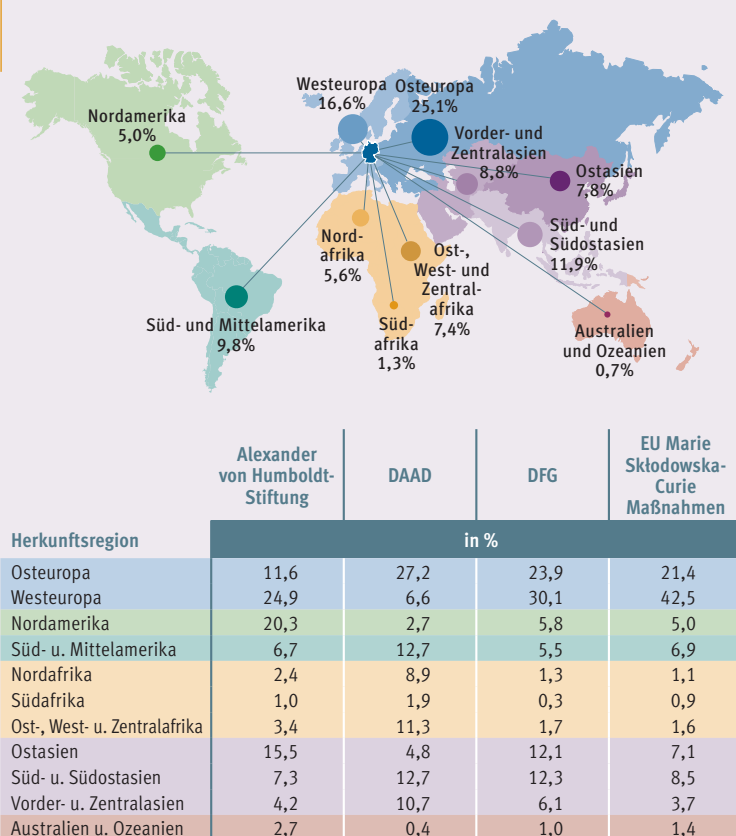 Nordamerika
5,0%
Westeuropa
16,6%
Osteuropa
25,1%
Vorder- und
Zentralasien
8,8%
Ostasien
7,8%
Süd- und
Südostasien
11,9%
Nord-
afrika
5,6%
Ost-,
West- und
Zentral-
afrika
7,4%
Süd- und Mittelamerika
9,8%
Süd-
afrika
1,3%
Australien
und Ozeanien
0,7%
Alexander
von Humboldt-
Stiftung
DAAD
DFG
EU Marie
Skłodowska-
Curie
Maßnahmen
Herkunftsregion in %
Osteuropa 11,6 27,2 23,9 21,4
Westeuropa 24,9 6,6 30,1 42,5
Nordamerika 20,3 2,7 5,8 5,0
Süd- u. Mittelamerika 6,7 12,7 5,5 6,9
Nordafrika 2,4 8,9 1,3 1,1
Südafrika 1,0 1,9 0,3 0,9
Ost-, West- u. Zentralafrika 3,4 11,3 1,7 1,6
Ostasien 15,5 4,8 12,1 7,1
Süd- u. Südostasien 7,3 12,7 12,3 8,5
Vorder- u. Zentralasien 4,2 10,7 6,1 3,7
Australien u. Ozeanien 2,7 0,4 1,0 1,4